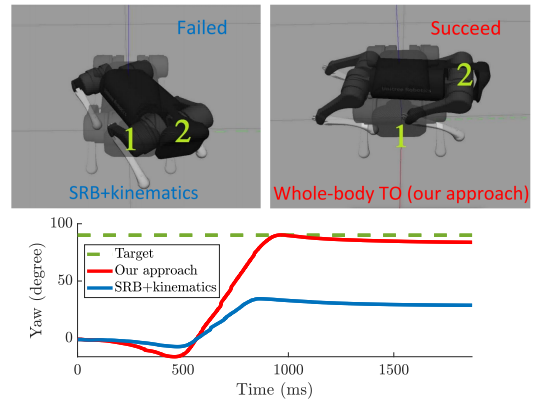 Failed
Succeed
1
2
2
1
SRB+kinematics
Whole-body TO (our approach)
100
50
0
Yaw (degree)
Target
Our approach
SRB+kinematics
0
500
1000
1500
Time (ms)